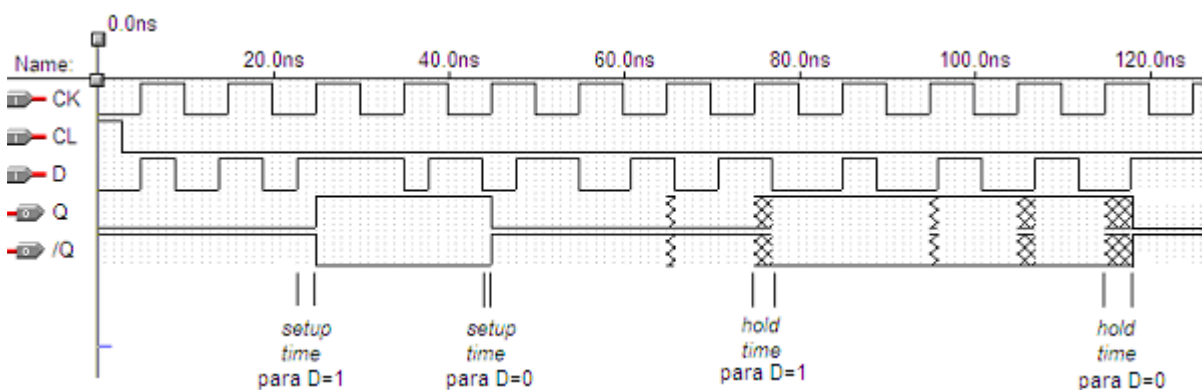 0.0ns
Name:
20.0ns
40.0ns
60.0ns
80.0ns
100.0ns
120.0ns
CK
CL
D
Q
/Q
setup
time
para D=1
setup
time
para D=0
hold
time
para D=1
hold
time
para D=0